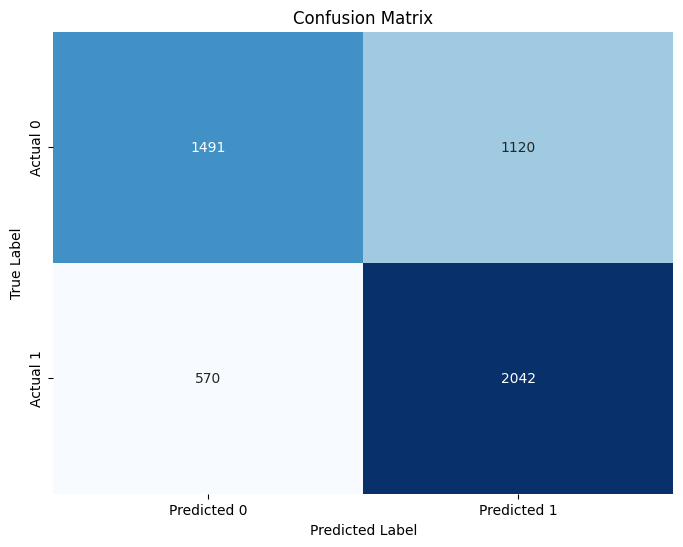 Confusion Matrix
True Label
Actual 0
1491
1120
Actual 1
570
2042
Predicted 0
Predicted 1
Predicted Label